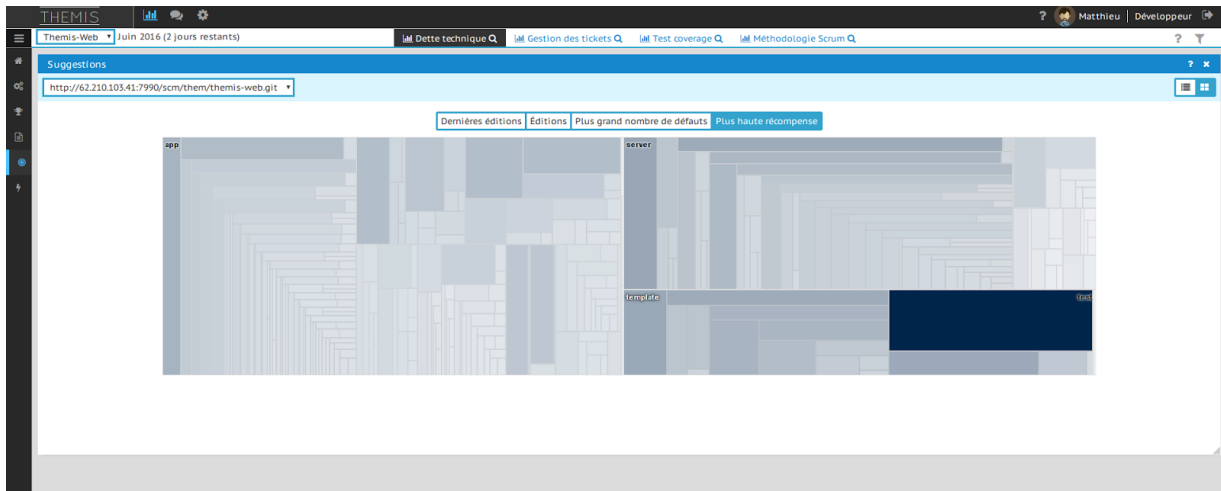 THEMIS
? Matthieu | Développeur
Themis-Web Juin 2016 (2 jours restants) Dette technique Gestion des tickets Test coverage Méthodologie Scrum ?
Suggestions ? x
http://62.210.103.41:7990/scm/them/themis-web.git
Dernières éditions Éditions Plus grand nombre de défauts Plus haute récompense
app server
template test